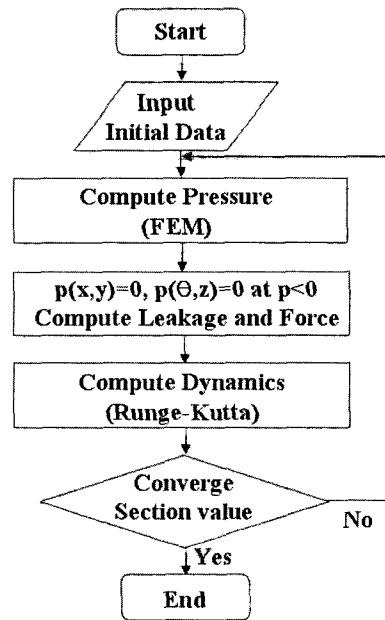 Start
Input
Initial Data
Compute Pressure
(FEM)
p(x,y)=0, p(Θ,z)=0 at p<0
Compute Leakage and Force
Compute Dynamics
(Runge-Kutta)
Converge
Section value
No
Yes
End